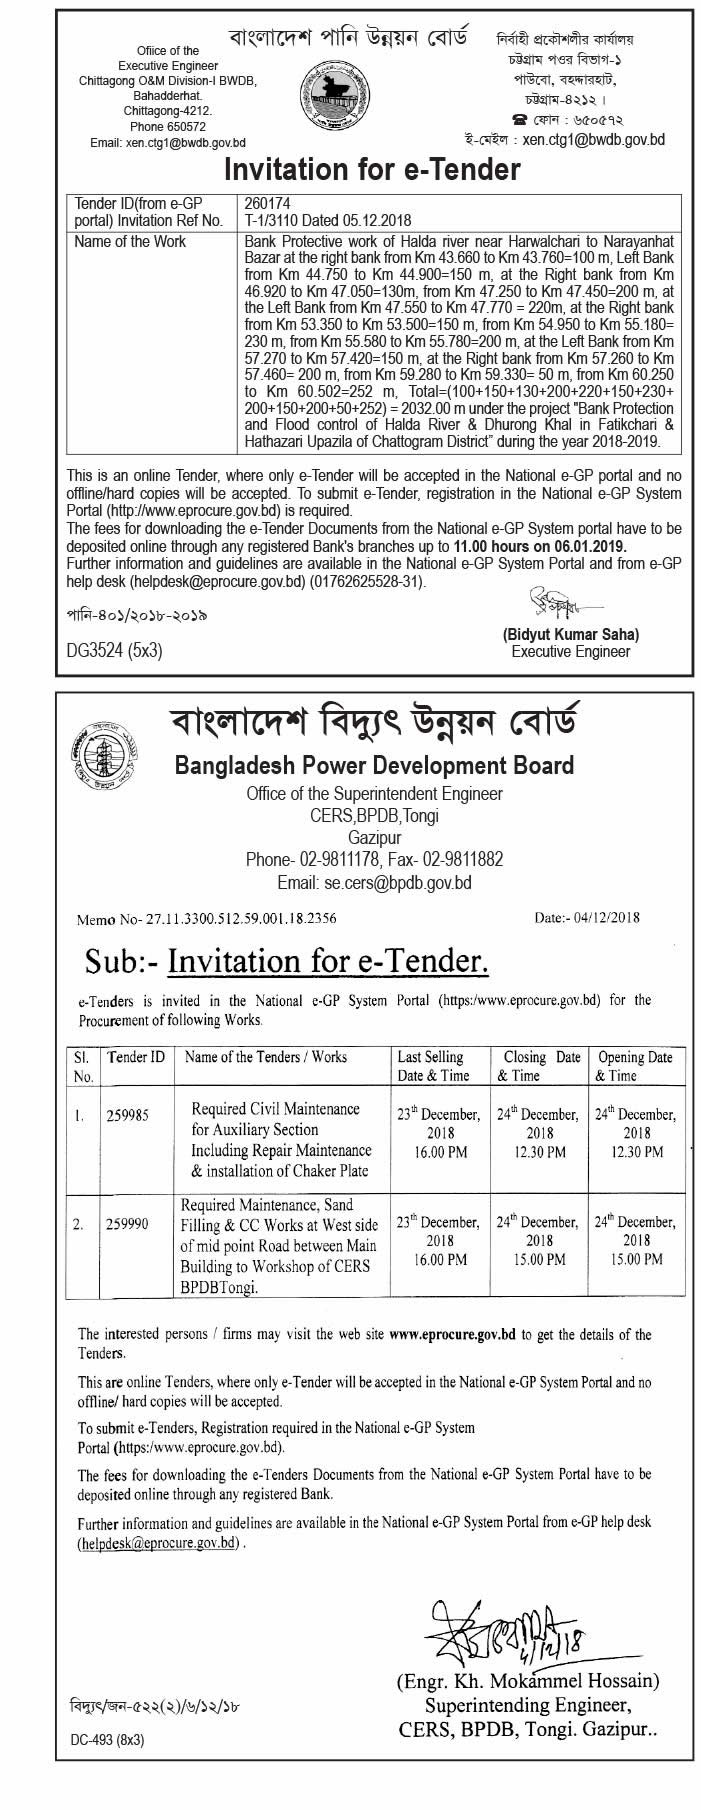 বাংলাদেশ পানি উন্নয়ন বোর্ড
Office of the
Executive Engineer
Chittagong O&M Division-I BWDB,
Bahadderhat.
Chittagong-4212.
Phone 650572
Email: xen.ctg1@bwdb.gov.bd
নির্বাহী প্রকৌশলীর কার্যালয়
চট্টগ্রাম পওর বিভাগ-১
পাউবো, বহদ্দারহাট,
চট্টগ্রাম-৪২১২ ।
☎ ফোন : ৬৫০৫৭২
ই-মেইল : xen.ctg1@bwdb.gov.bd
Invitation for e-Tender
Tender ID(from e-GP
portal) Invitation Ref No.
260174
T-1/3110 Dated 05.12.2018
Name of the Work
Bank Protective work of Halda river near Harwalchari to Narayanhat
Bazar at the right bank from Km 43.660 to Km 43.760=100 m, Left Bank
from Km 44.750 to Km 44.900=150 m, at the Right bank from Km
46.920 to Km 47.050=130m, from Km 47.250 to Km 47.450=200 m, at
the Left Bank from Km 47.550 to Km 47.770 = 220m, at the Right bank
from Km 53.350 to Km 53.500=150 m, from Km 54.950 to Km 55.180=
230 m, from Km 55.580 to Km 55.780=200 m, at the Left Bank from Km
57.270 to Km 57.420=150 m, at the Right bank from Km 57.260 to Km
57.460= 200 m, from Km 59.280 to Km 59.330= 50 m, from Km 60.250
to Km 60.502=252 m, Total=(100+150+130+200+220+150+230+
200+150+200+50+252) = 2032.00 m under the project "Bank Protection
and Flood control of Halda River & Dhurong Khal in Fatikchari &
Hathazari Upazila of Chattogram District” during the year 2018-2019.
This is an online Tender, where only e-Tender will be accepted in the National e-GP portal and no
offline/hard copies will be accepted. To submit e-Tender, registration in the National e-GP System
Portal (http://www.eprocure.gov.bd) is required.
The fees for downloading the e-Tender Documents from the National e-GP System portal have to be
deposited online through any registered Bank's branches up to 11.00 hours on 06.01.2019.
Further information and guidelines are available in the National e-GP System Portal and from e-GP
help desk (helpdesk@eprocure.gov.bd) (01762625528-31).
পানি-৪০১/২০১৮-২০১৯
(Bidyut Kumar Saha)
DG3524 (5x3)
Executive Engineer
বাংলাদেশ বিদ্যুৎ উন্নয়ন বোর্ড
Bangladesh Power Development Board
Office of the Superintendent Engineer
CERS,BPDB,Tongi
Gazipur
Phone- 02-9811178, Fax- 02-9811882
Email: se.cers@bpdb.gov.bd
Memo No- 27.11.3300.512.59.001.18.2356
Date:- 04/12/2018
Sub:- Invitation for e-Tender.
e-Tenders is invited in the National e-GP System Portal (https:/www.eprocure.gov.bd) for the
Procurement of following Works.
Sl.
No.
Tender ID
Name of the Tenders / Works
Last Selling
Date & Time
Closing Date
& Time
Opening Date
& Time
1.
259985
Required Civil Maintenance
for Auxiliary Section
Including Repair Maintenance
& installation of Chaker Plate
23th December,
2018
16.00 PM
24th December,
2018
12.30 PM
24th December,
2018
12.30 PM
2.
259990
Required Maintenance, Sand
Filling & CC Works at West side
of mid point Road between Main
Building to Workshop of CERS
BPDBTongi.
23th December,
2018
16.00 PM
24th December,
2018
15.00 PM
24th December,
2018
15.00 PM
The interested persons / firms may visit the web site www.eprocure.gov.bd to get the details of the
Tenders.
This are online Tenders, where only e-Tender will be accepted in the National e-GP System Portal and no
offline/ hard copies will be accepted.
To submit e-Tenders, Registration required in the National e-GP System
Portal (https:/www.eprocure.gov.bd).
The fees for downloading the e-Tenders Documents from the National e-GP System Portal have to be
deposited online through any registered Bank.
Further information and guidelines are available in the National e-GP System Portal from e-GP help desk
(helpdesk@eprocure.gov.bd) .
4/12/18
(Engr. Kh. Mokammel Hossain)
Superintending Engineer,
CERS, BPDB, Tongi. Gazipur..
বিদ্যুৎ/জন-৫২২(২)/৬/১২/১৮
DC-493 (8x3)